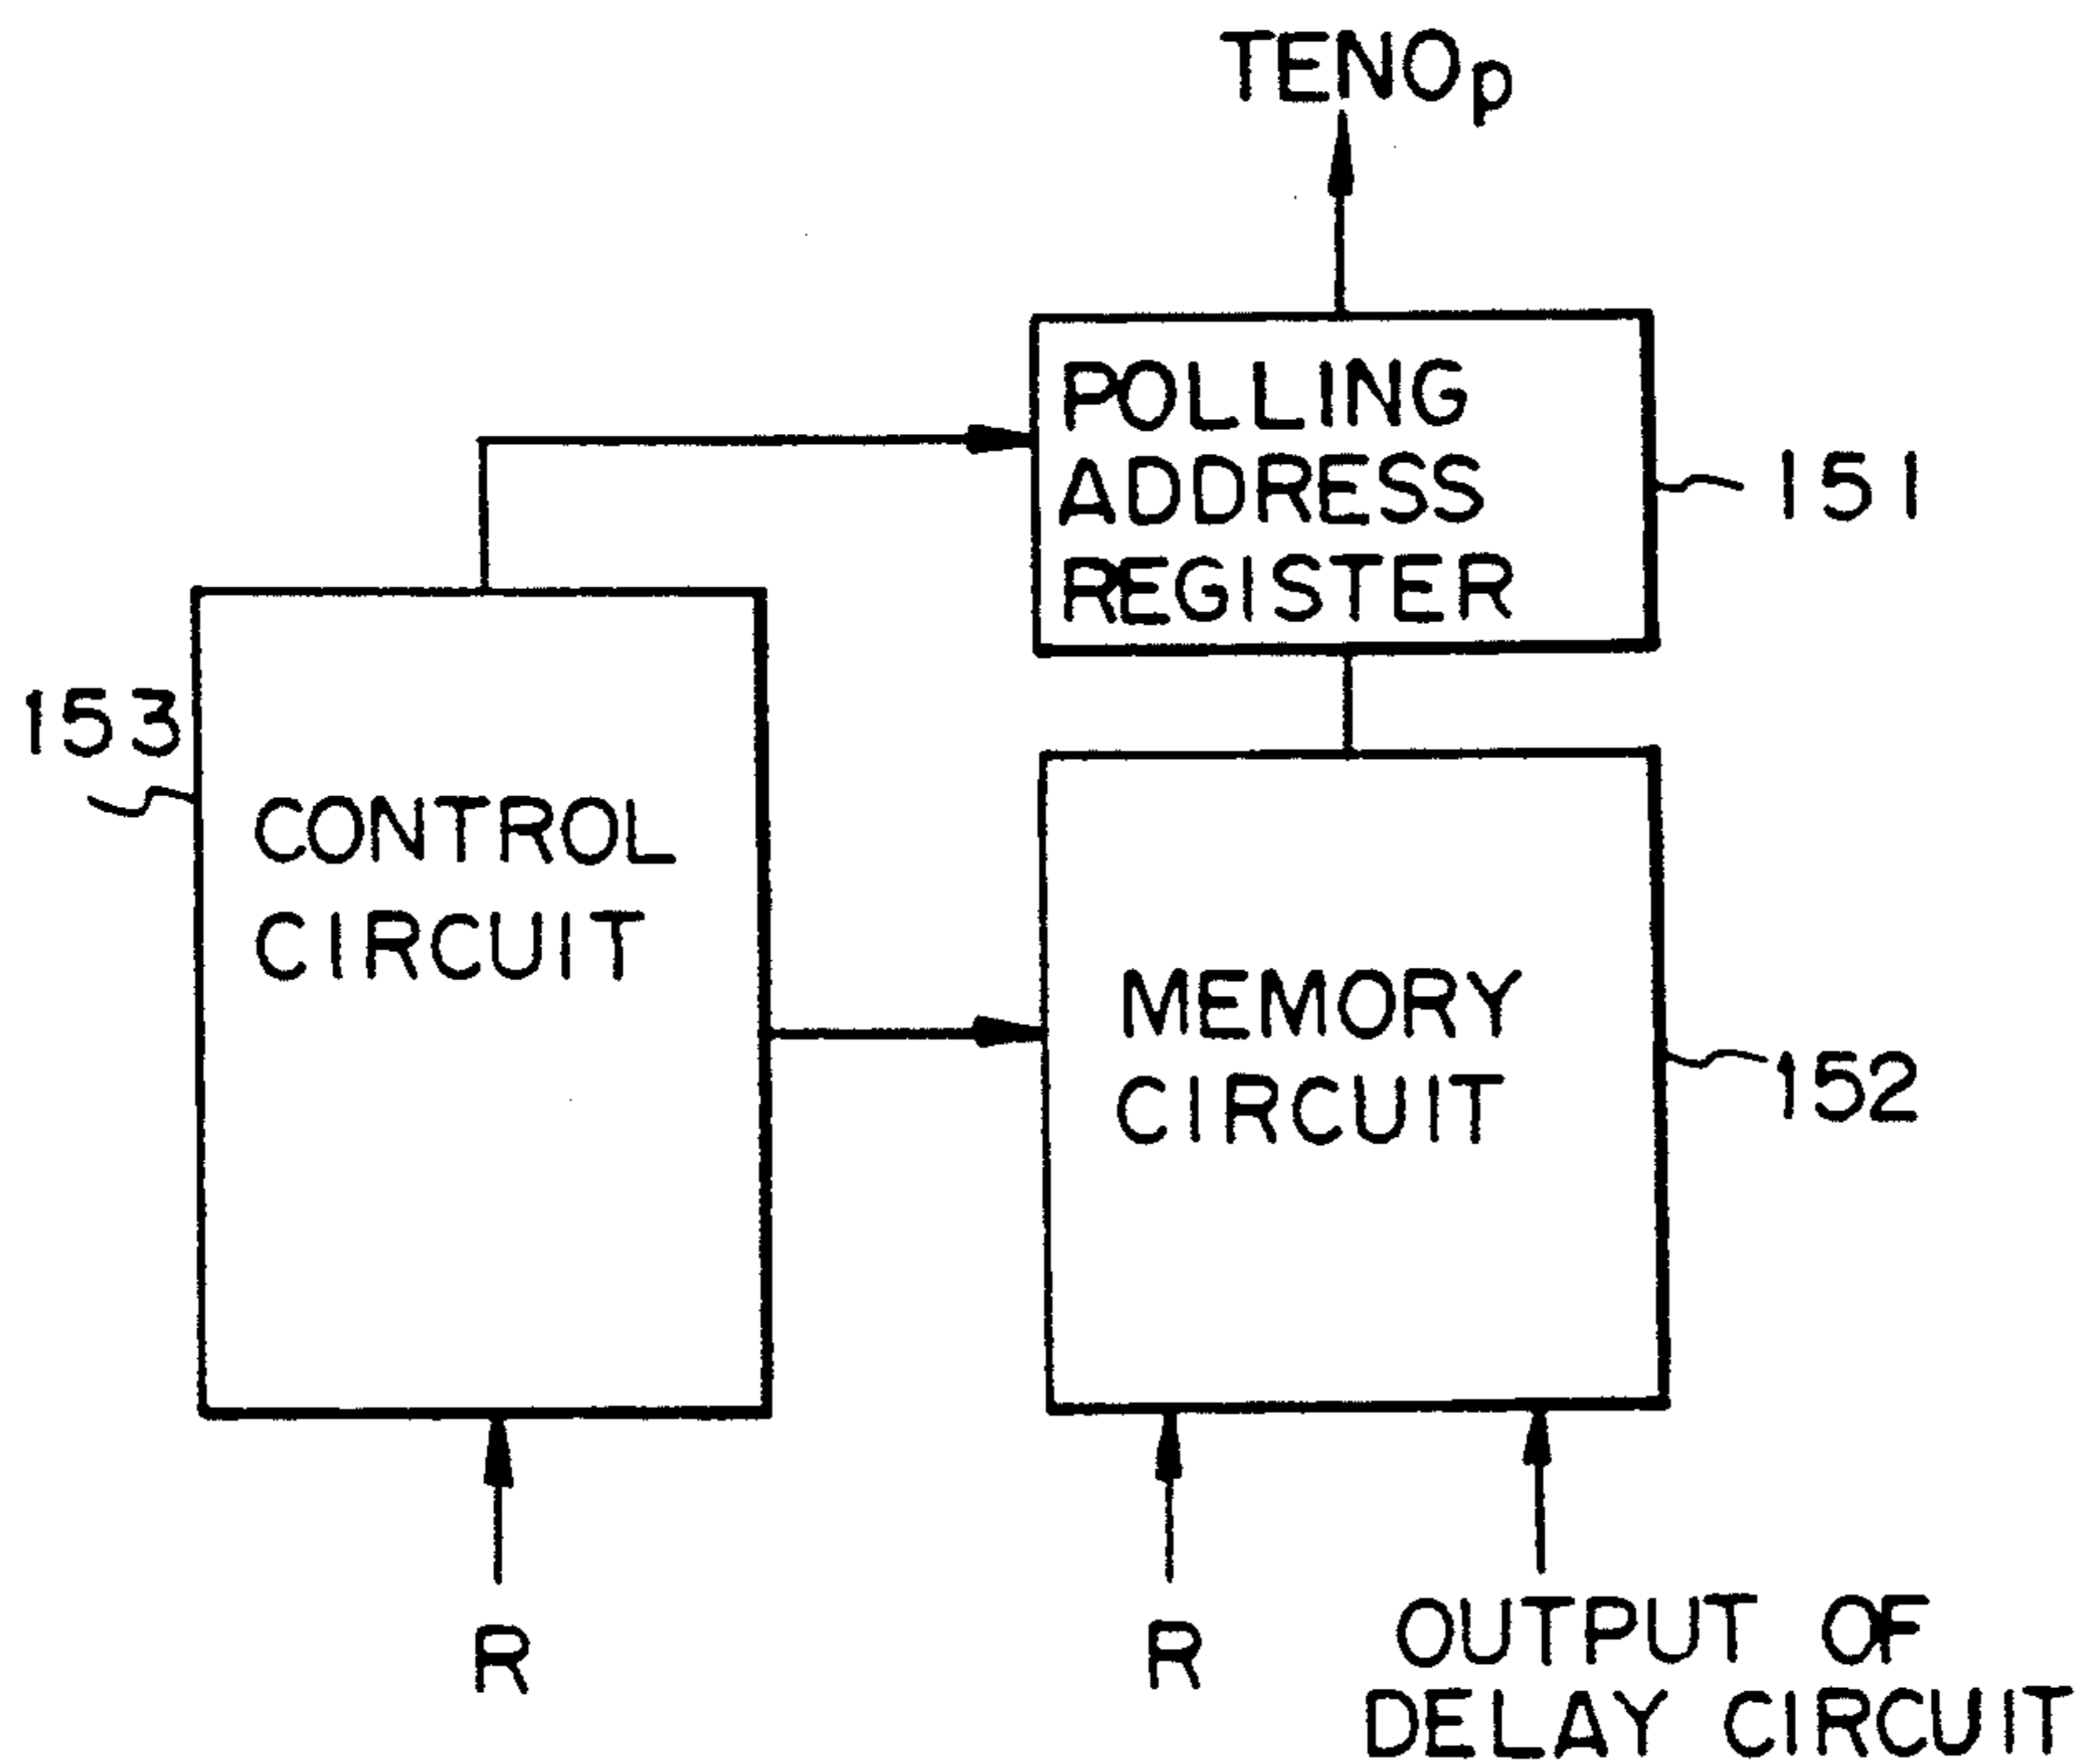 TENOp
POLLING
ADDRESS
REGISTER
151
153
CONTROL
CIRCUIT
MEMORY
CIRCUIT
152
R
R
OUTPUT OF
DELAY CIRCUIT